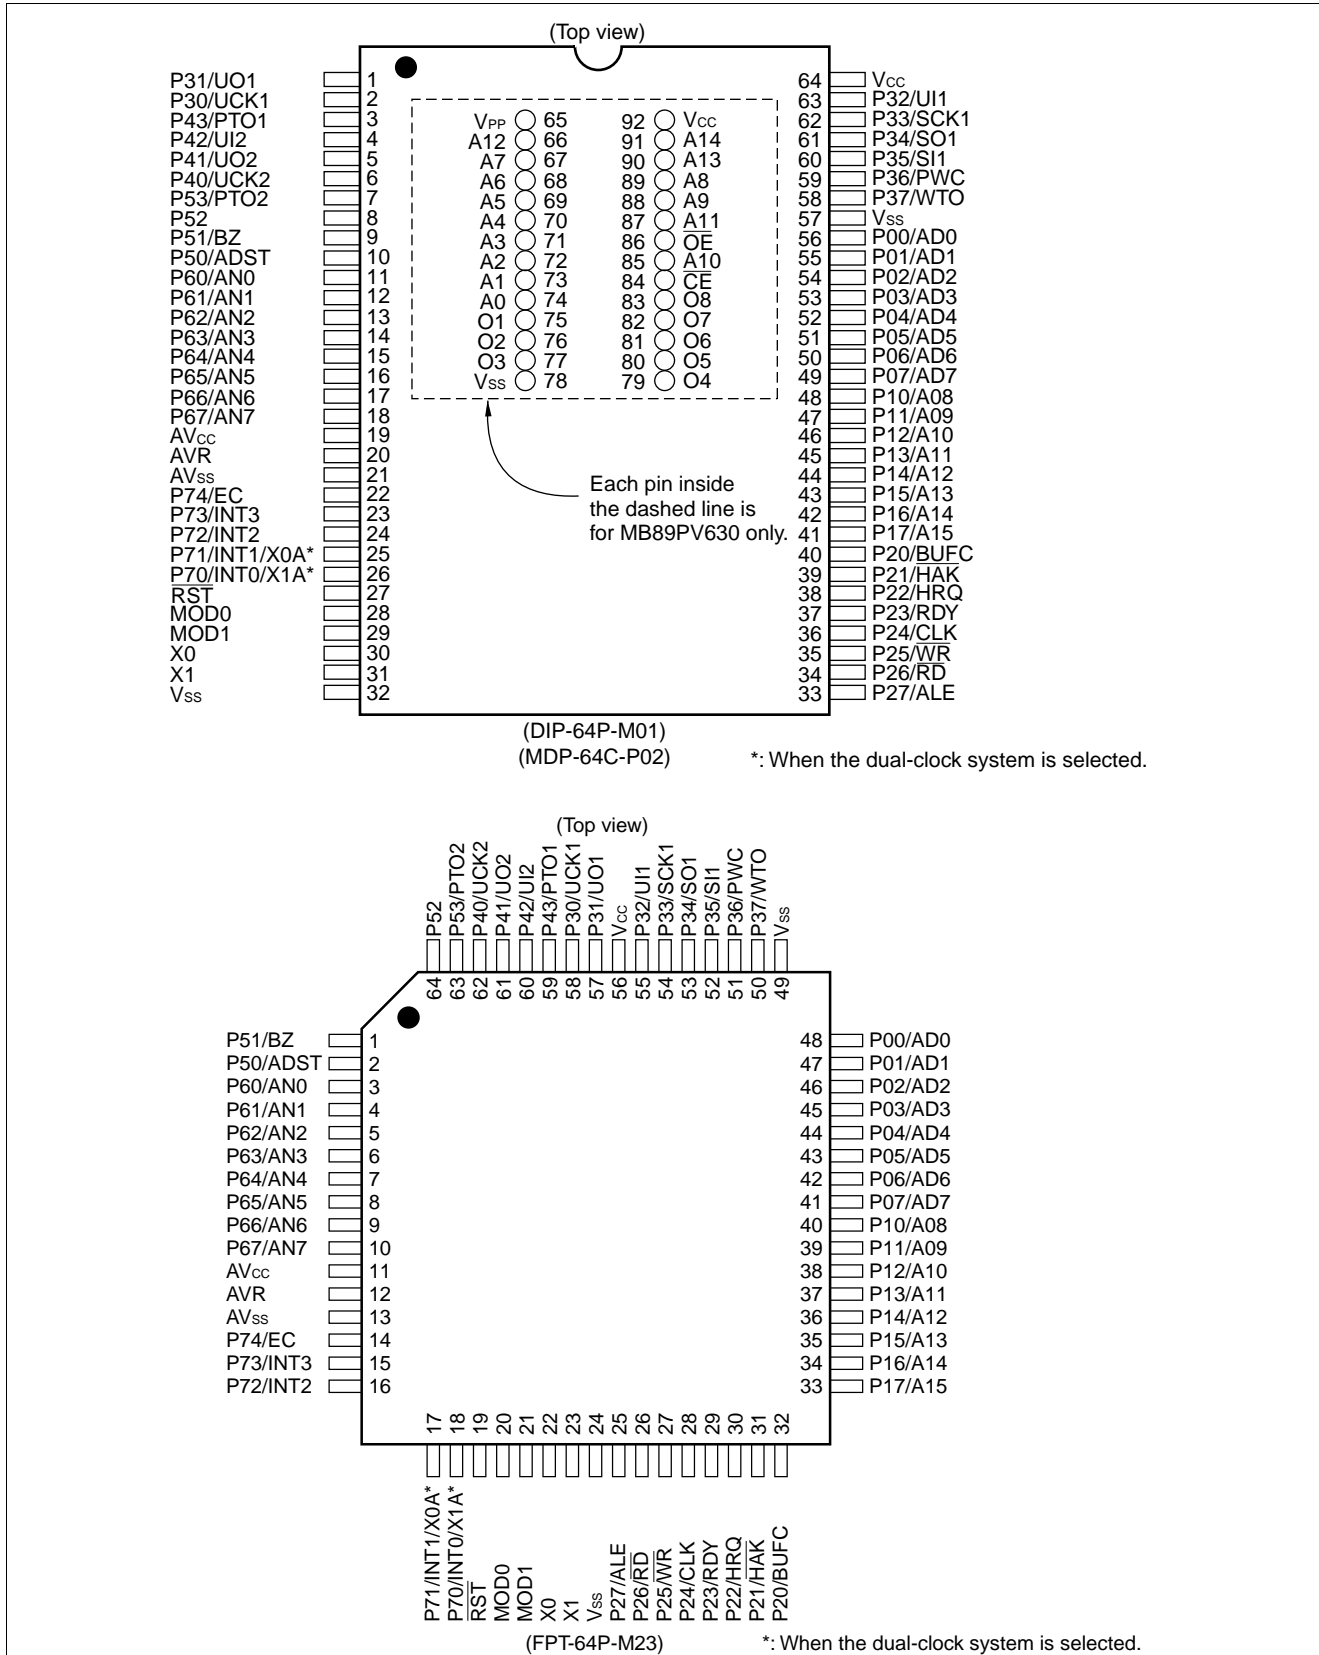 (Top view)
P31/UO1 1
P30/UCK1 2
P43/PTO1 3
P42/UI2 4
P41/UO2 5
P40/UCK2 6
P53/PTO2 7
P52 8
P51/BZ 9
P50/ADST 10
P60/AN0 11
P61/AN1 12
P62/AN2 13
P63/AN3 14
P64/AN4 15
P65/AN5 16
P66/AN6 17
P67/AN7 18
AVCC 19
AVR 20
AVSS 21
P74/EC 22
P73/INT3 23
P72/INT2 24
P71/INT1/X0A* 25
P70/INT0/X1A* 26
R̅S̅T̅ 27
MOD0 28
MOD1 29
X0 30
X1 31
VSS 32
VPP 65
A12 66
A7 67
A6 68
A5 69
A4 70
A3 71
A2 72
A1 73
A0 74
O1 75
O2 76
O3 77
VSS 78
92 VCC
91 A14
90 A13
89 A8
88 A9
87 A11
86 O̅E̅
85 A10
84 C̅E̅
83 O8
82 O7
81 O6
80 O5
79 O4
Each pin inside
the dashed line is
for MB89PV630 only.
64 VCC
63 P32/UI1
62 P33/SCK1
61 P34/SO1
60 P35/SI1
59 P36/PWC
58 P37/WTO
57 VSS
56 P00/AD0
55 P01/AD1
54 P02/AD2
53 P03/AD3
52 P04/AD4
51 P05/AD5
50 P06/AD6
49 P07/AD7
48 P10/A08
47 P11/A09
46 P12/A10
45 P13/A11
44 P14/A12
43 P15/A13
42 P16/A14
41 P17/A15
40 P20/BUFC
39 P21/H̅A̅K̅
38 P22/HRQ
37 P23/RDY
36 P24/CLK
35 P25/W̅R̅
34 P26/R̅D̅
33 P27/ALE
(DIP-64P-M01)
(MDP-64C-P02)
*: When the dual-clock system is selected.
(Top view)
P52 64
P53/PTO2 63
P40/UCK2 62
P41/UO2 61
P42/UI2 60
P43/PTO1 59
P30/UCK1 58
P31/UO1 57
VCC 56
P32/UI1 55
P33/SCK1 54
P34/SO1 53
P35/SI1 52
P36/PWC 51
P37/WTO 50
VSS 49
P51/BZ 1
P50/ADST 2
P60/AN0 3
P61/AN1 4
P62/AN2 5
P63/AN3 6
P64/AN4 7
P65/AN5 8
P66/AN6 9
P67/AN7 10
AVCC 11
AVR 12
AVSS 13
P74/EC 14
P73/INT3 15
P72/INT2 16
48 P00/AD0
47 P01/AD1
46 P02/AD2
45 P03/AD3
44 P04/AD4
43 P05/AD5
42 P06/AD6
41 P07/AD7
40 P10/A08
39 P11/A09
38 P12/A10
37 P13/A11
36 P14/A12
35 P15/A13
34 P16/A14
33 P17/A15
17 P71/INT1/X0A*
18 P70/INT0/X1A*
19 R̅S̅T̅
20 MOD0
21 MOD1
22 X0
23 X1
24 VSS
25 P27/ALE
26 P26/R̅D̅
27 P25/W̅R̅
28 P24/CLK
29 P23/RDY
30 P22/HRQ
31 P21/H̅A̅K̅
32 P20/BUFC
(FPT-64P-M23)
*: When the dual-clock system is selected.